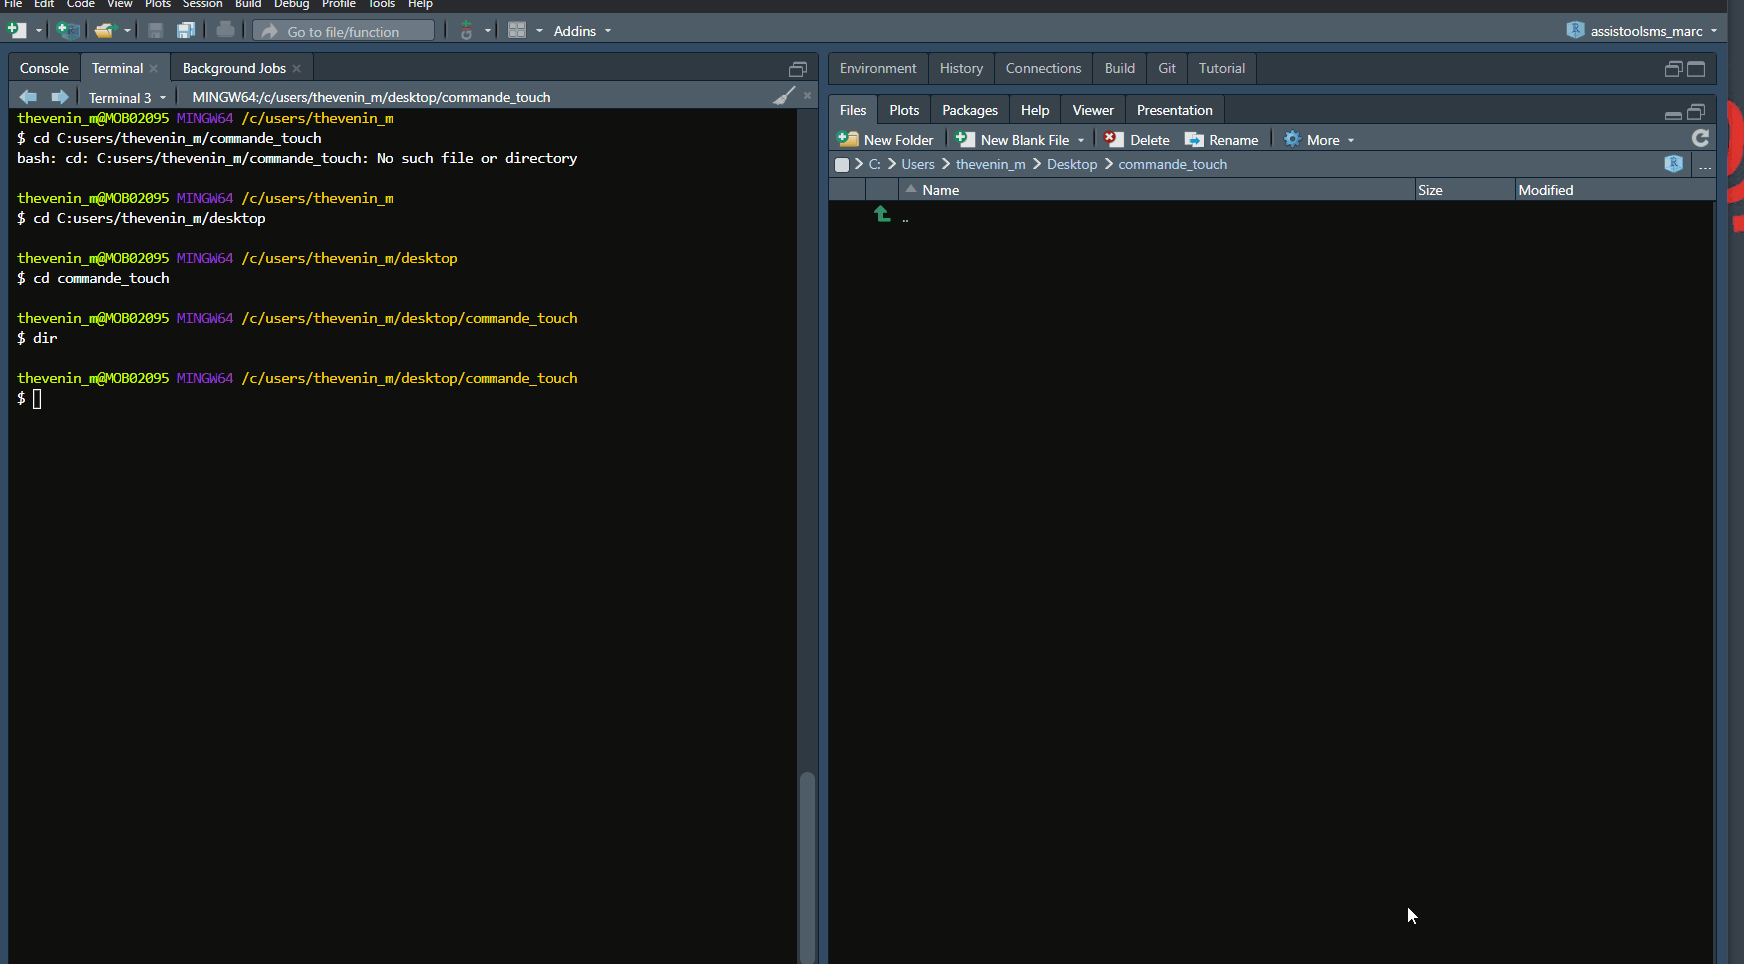 File Edit Code View Plots Session Build Debug Profile Tools Help
Go to file/function
Addins
assistoolsms_marc
Console Terminal Background Jobs
Terminal 3 MINGW64:/c/users/thevenin_m/desktop/commande_touch
thevenin_m@MOB02095 MINGW64 /c/users/thevenin_m
$ cd C:users/thevenin_m/commande_touch
bash: cd: C:users/thevenin_m/commande_touch: No such file or directory
thevenin_m@MOB02095 MINGW64 /c/users/thevenin_m
$ cd C:users/thevenin_m/desktop
thevenin_m@MOB02095 MINGW64 /c/users/thevenin_m/desktop
$ cd commande_touch
thevenin_m@MOB02095 MINGW64 /c/users/thevenin_m/desktop/commande_touch
$ dir
thevenin_m@MOB02095 MINGW64 /c/users/thevenin_m/desktop/commande_touch
$
Environment History Connections Build Git Tutorial
Files Plots Packages Help Viewer Presentation
New Folder New Blank File Delete Rename More
C: > Users > thevenin_m > Desktop > commande_touch ...
Name Size Modified
..